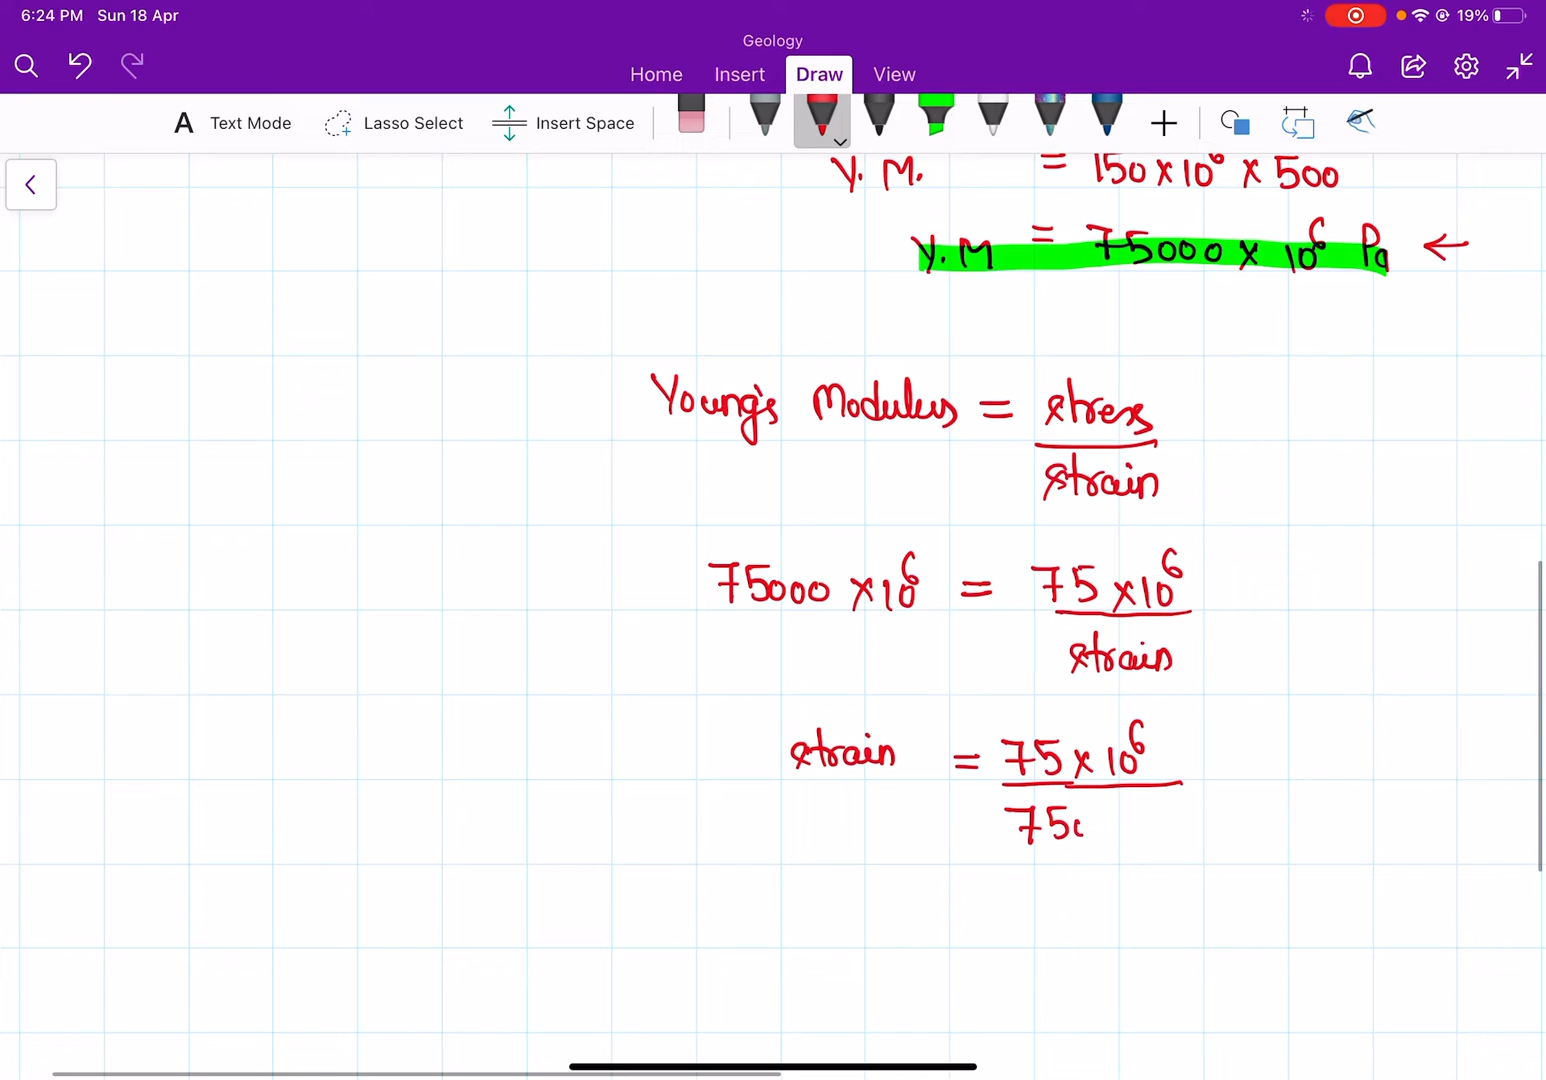 6:24 PM Sun 18 Apr
19%
Geology
Home Insert Draw View
A Text Mode Lasso Select Insert Space
Y. M. = 150 × 10⁶ × 500
Y. M = 75000 × 10⁶ Pa ←
Young's Modulus = stress
strain
75000 × 10⁶ = 75 × 10⁶
strain
strain = 75 × 10⁶
750